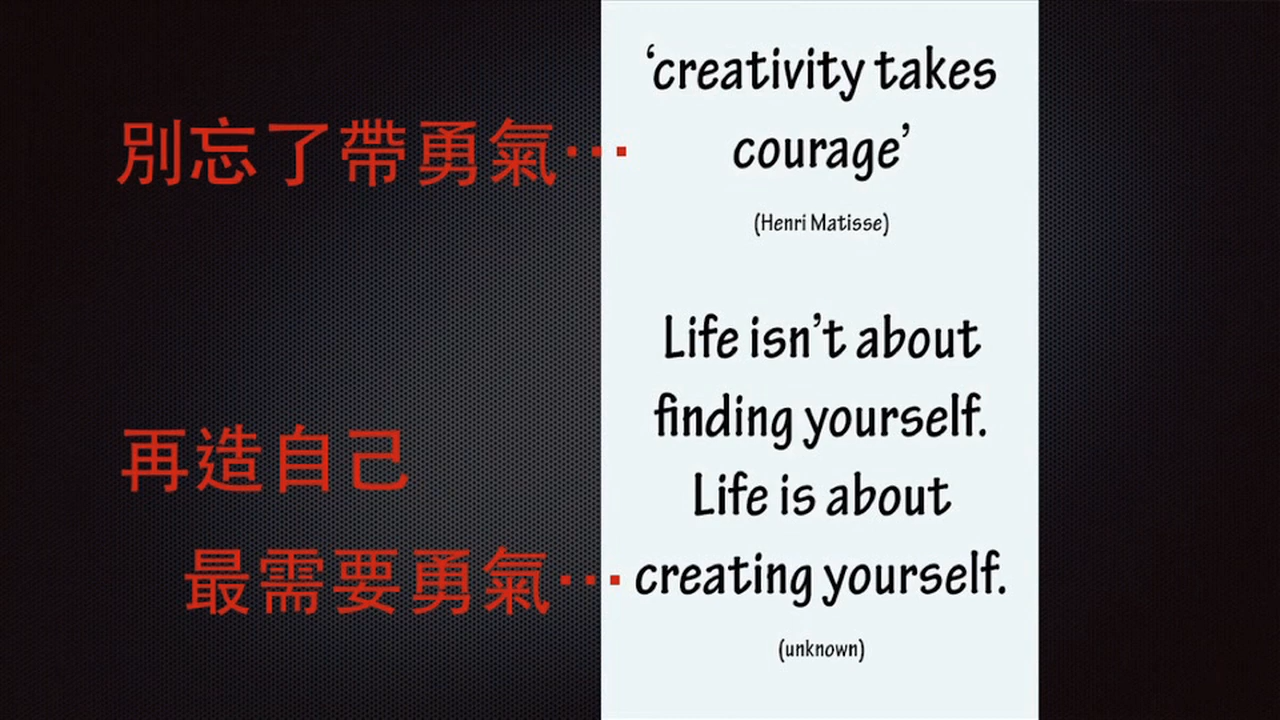 別忘了帶勇氣…
‘creativity takes
courage’
(Henri Matisse)
Life isn’t about
finding yourself.
Life is about
creating yourself.
(unknown)
再造自己
最需要勇氣…